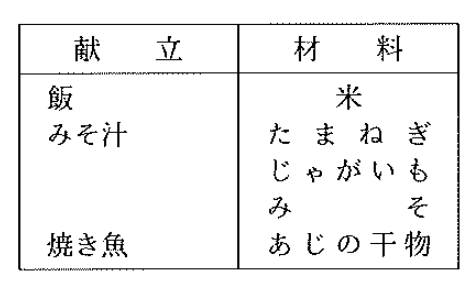 献立 材料
飯 米
みそ汁 たまねぎ
じゃがいも
みそ
焼き魚 あじの干物